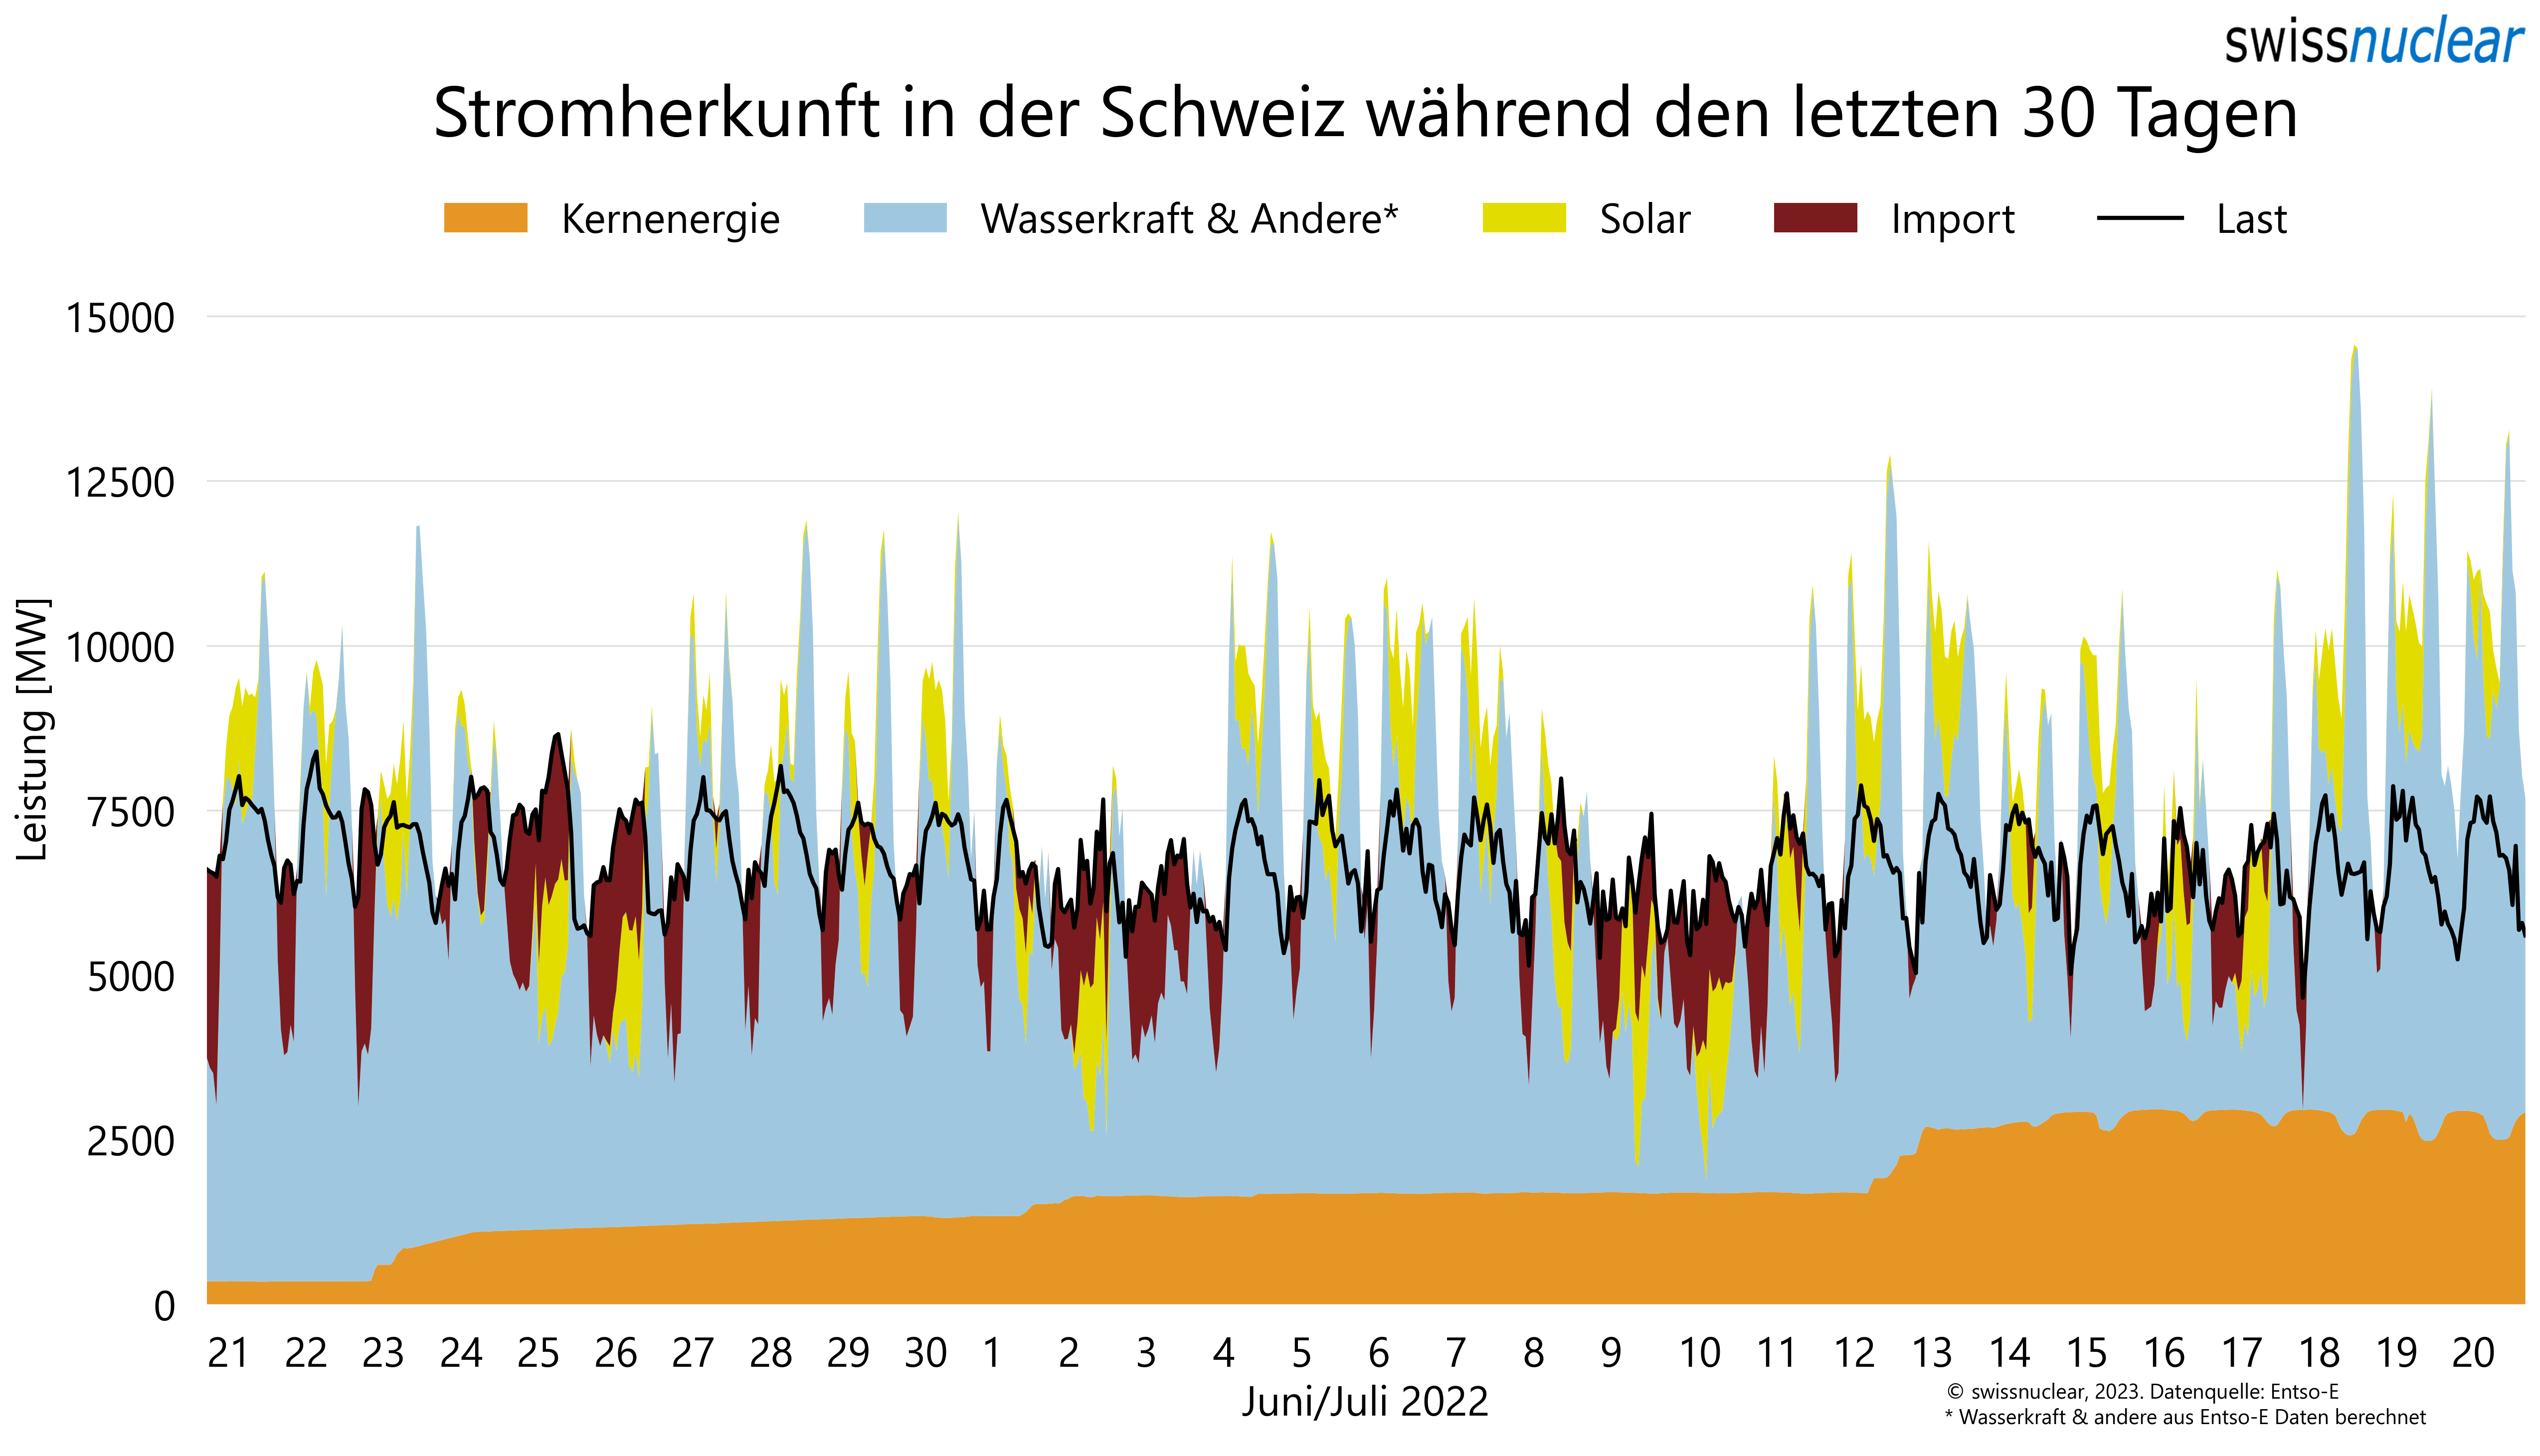 swissnuclear
Stromherkunft in der Schweiz während den letzten 30 Tagen
Kernenergie Wasserkraft & Andere* Solar Import Last
15000
12500
10000
7500
5000
2500
0
Leistung [MW]
21 22 23 24 25 26 27 28 29 30 1 2 3 4 5 6 7 8 9 10 11 12 13 14 15 16 17 18 19 20
Juni/Juli 2022
© swissnuclear, 2023. Datenquelle: Entso-E
* Wasserkraft & andere aus Entso-E Daten berechnet